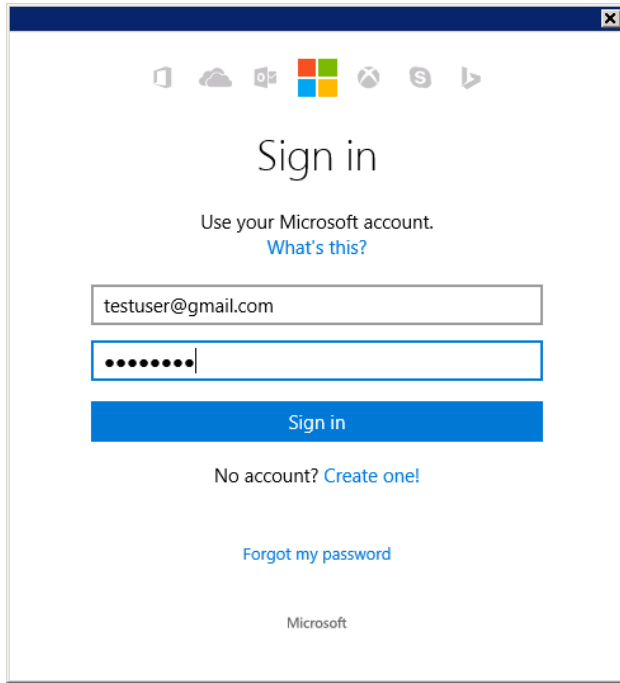 Sign in
Use your Microsoft account.
What's this?
testuser@gmail.com
••••••••
Sign in
No account? Create one!
Forgot my password
Microsoft